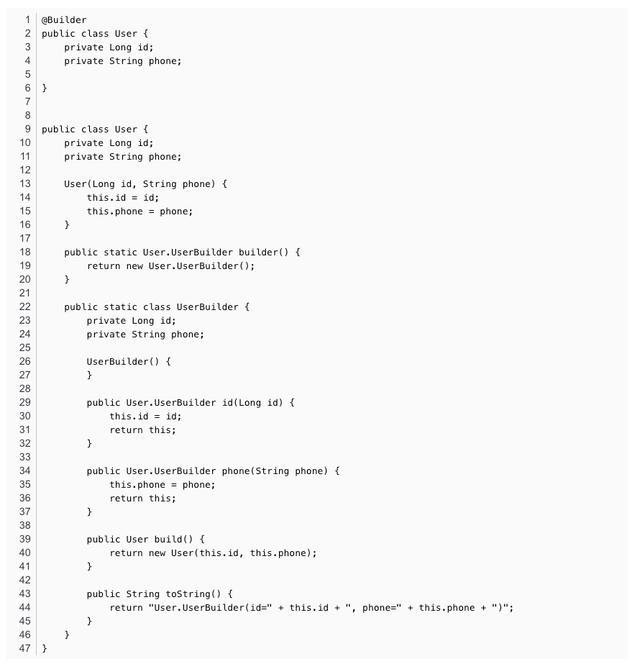 1 @Builder
2 public class User {
3     private Long id;
4     private String phone;
5
6 }
7
8
9 public class User {
10     private Long id;
11     private String phone;
12
13     User(Long id, String phone) {
14         this.id = id;
15         this.phone = phone;
16     }
17
18     public static User.UserBuilder builder() {
19         return new User.UserBuilder();
20     }
21
22     public static class UserBuilder {
23         private Long id;
24         private String phone;
25
26         UserBuilder() {
27         }
28
29         public User.UserBuilder id(Long id) {
30             this.id = id;
31             return this;
32         }
33
34         public User.UserBuilder phone(String phone) {
35             this.phone = phone;
36             return this;
37         }
38
39         public User build() {
40             return new User(this.id, this.phone);
41         }
42
43         public String toString() {
44             return "User.UserBuilder(id=" + this.id + ", phone=" + this.phone + ")";
45         }
46     }
47 }